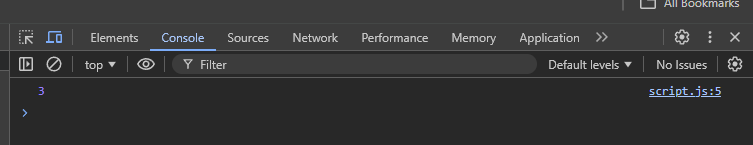 All Bookmarks
Elements Console Sources Network Performance Memory Application
top Filter Default levels No Issues
3 script.js:5